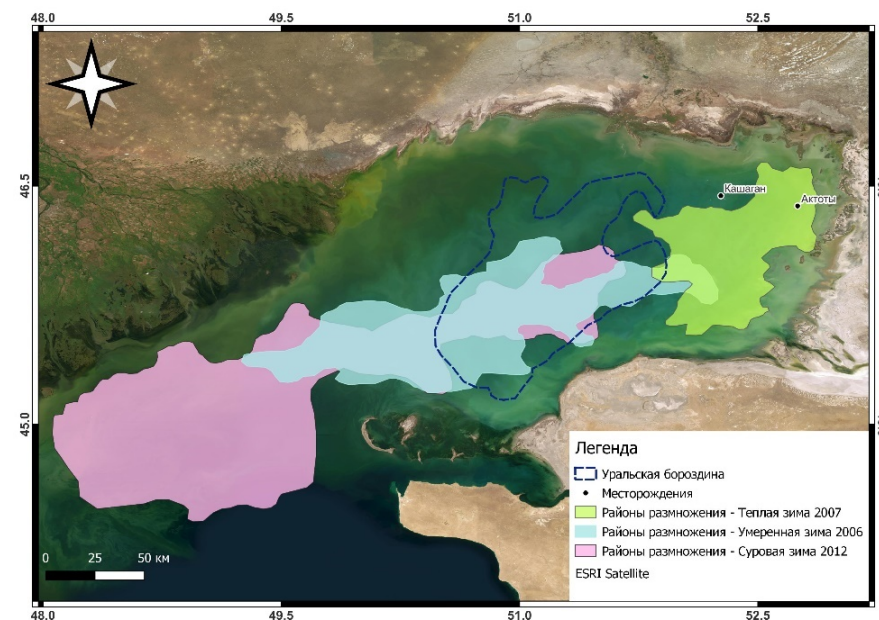 48.0 49.5 51.0 52.5
46.5
Кашаган
Актоты
45.0
Легенда
Уральская бороздина
Месторождения
Районы размножения - Теплая зима 2007
Районы размножения - Умеренная зима 2006
Районы размножения - Суровая зима 2012
ESRI Satellite
0 25 50 км
48.0 49.5 51.0 52.5